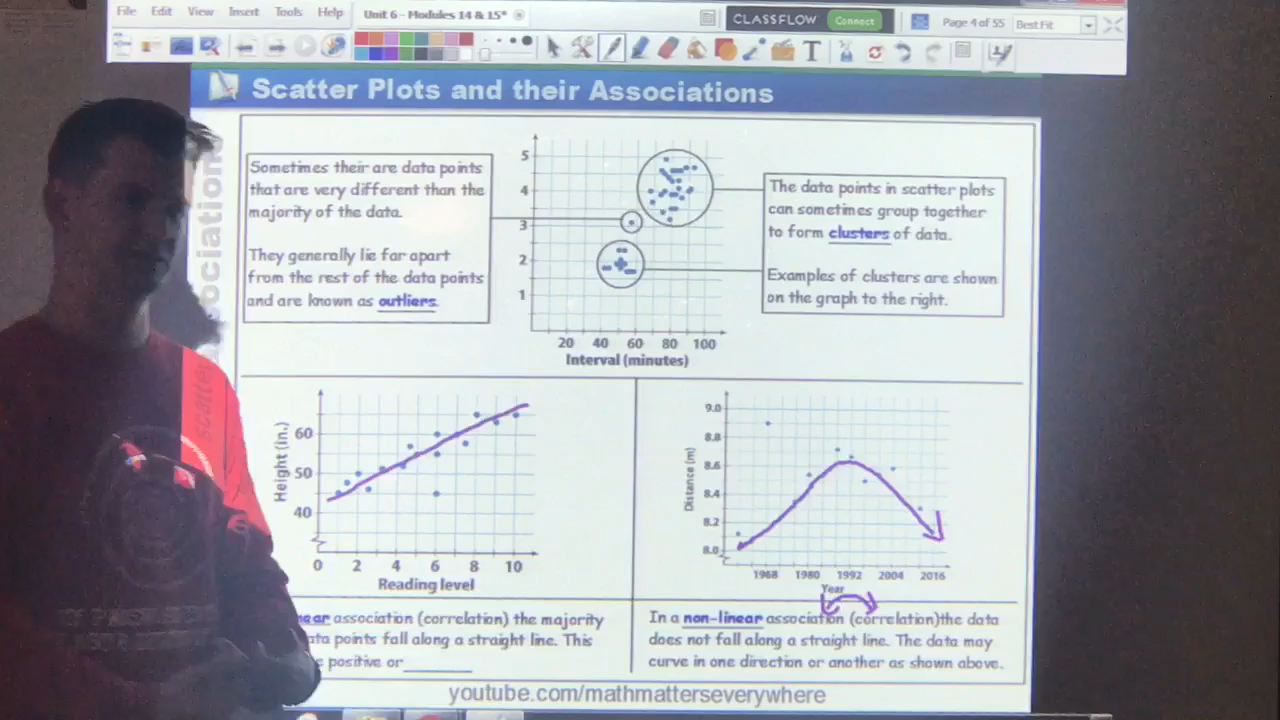 File Edit View Insert Tools Help
Unit 6 - Modules 14 & 15*
CLASSFLOW Connect
Page 4 of 55
Best Fit
T
Scatter Plots and their Associations
scatter
ociation
Sometimes their are data points
that are very different than the
majority of the data.
They generally lie far apart
from the rest of the data points
and are known as outliers.
5
4
3
2
1
20 40 60 80 100
Interval (minutes)
The data points in scatter plots
can sometimes group together
to form clusters of data.
Examples of clusters are shown
on the graph to the right.
Height (in.)
60
50
40
0 2 4 6 8 10
Reading level
Distance (m)
9.0
8.8
8.6
8.4
8.2
8.0
1968 1980 1992 2004 2016
Year
near association (correlation) the majority
ata points fall along a straight line. This
positive or
In a non-linear association (correlation)the data
does not fall along a straight line. The data may
curve in one direction or another as shown above.
youtube.com/mathmatterseverywhere